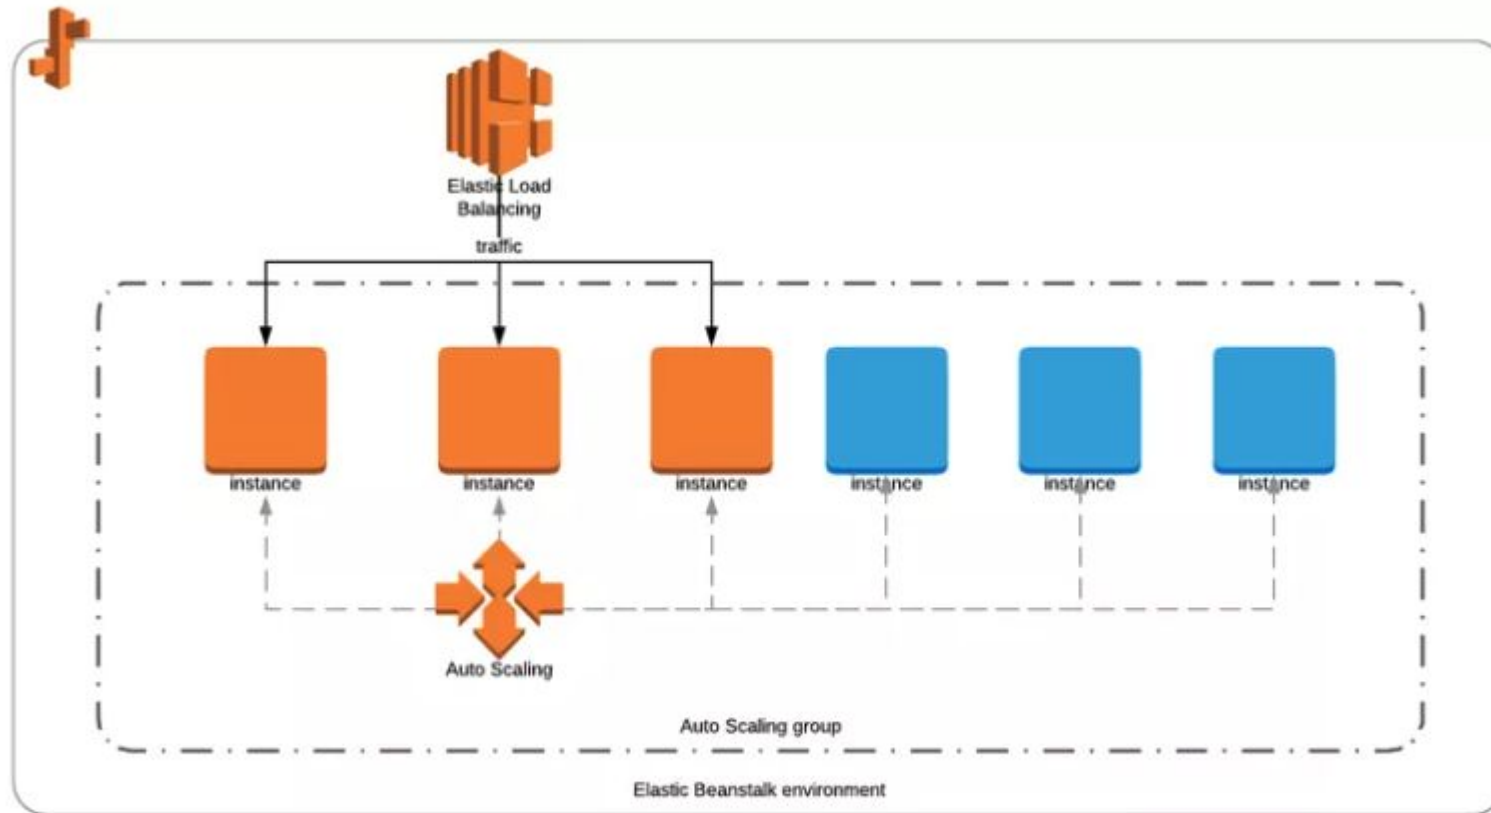 Elastic Load
Balancing
traffic
instance
instance
instance
instance
instance
instance
Auto Scaling
Auto Scaling group
Elastic Beanstalk environment